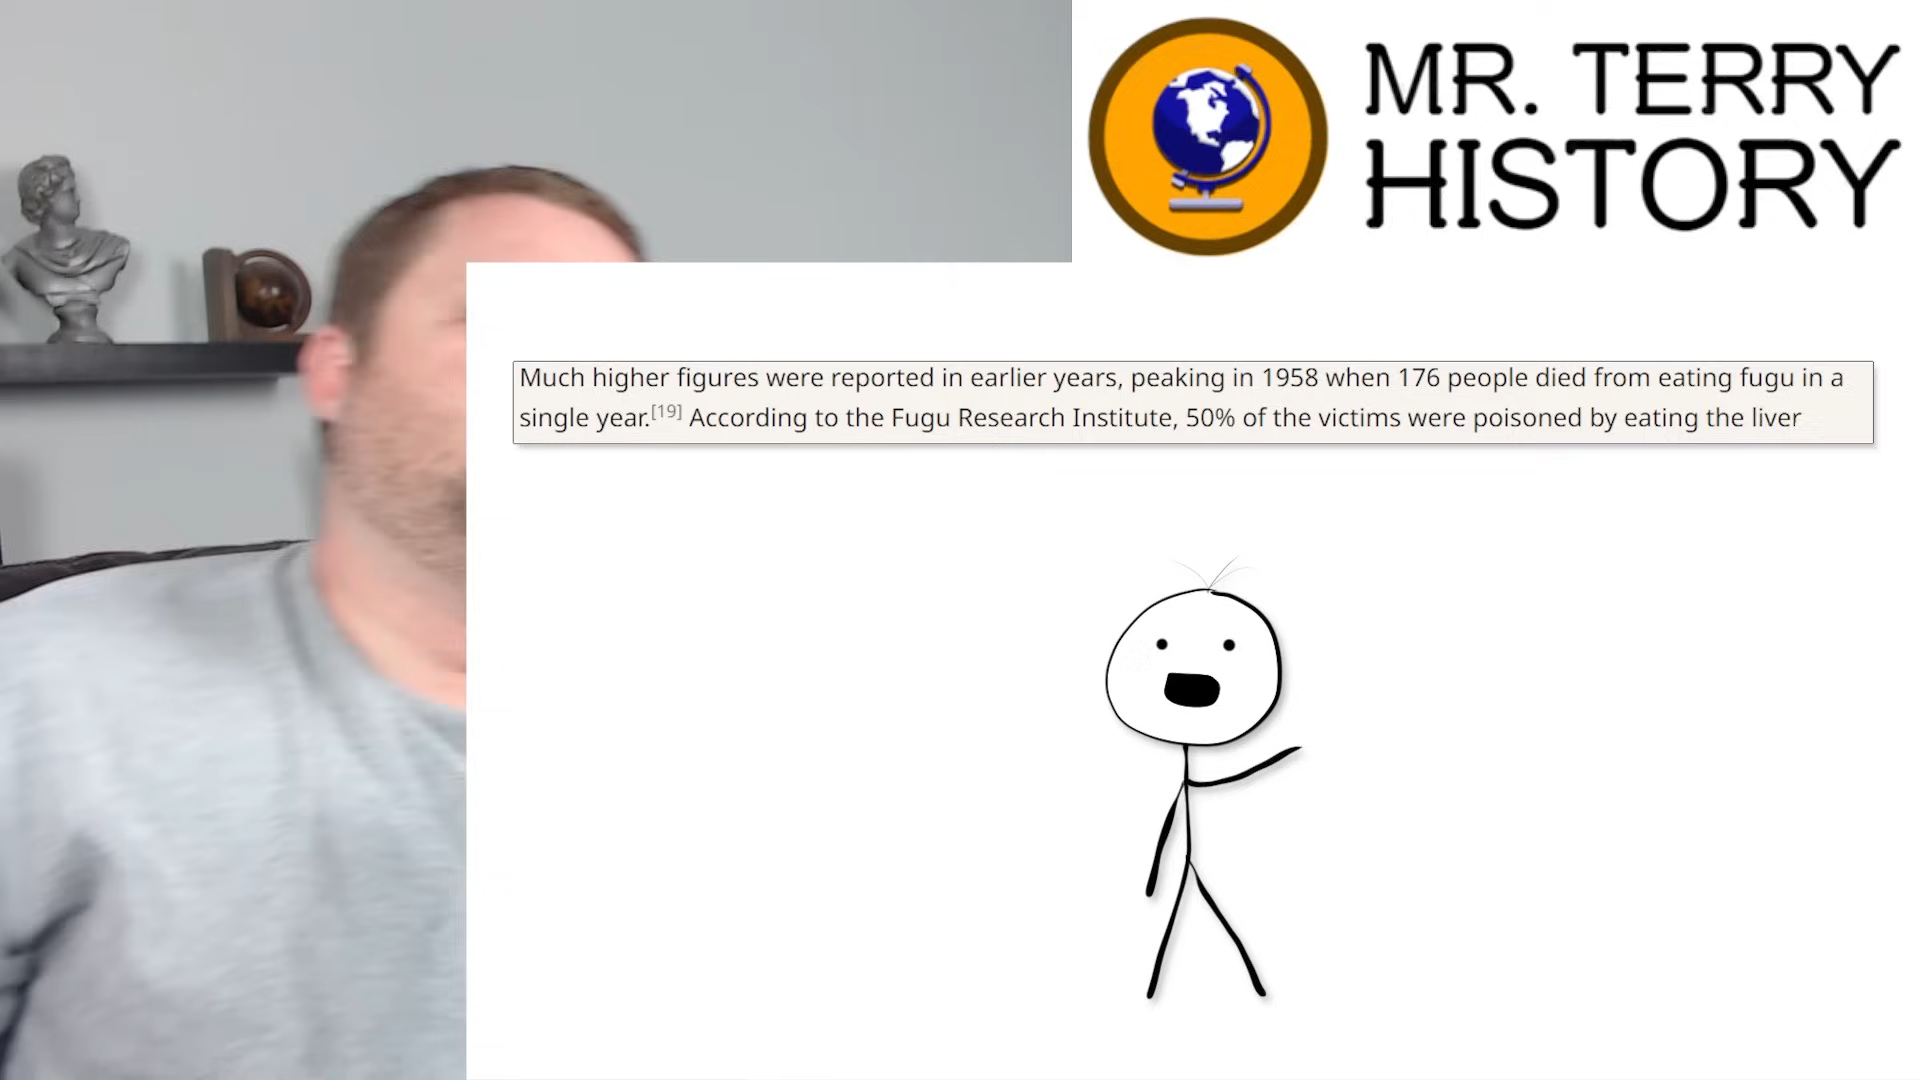 MR. TERRY
HISTORY
Much higher figures were reported in earlier years, peaking in 1958 when 176 people died from eating fugu in a
single year.[19] According to the Fugu Research Institute, 50% of the victims were poisoned by eating the liver